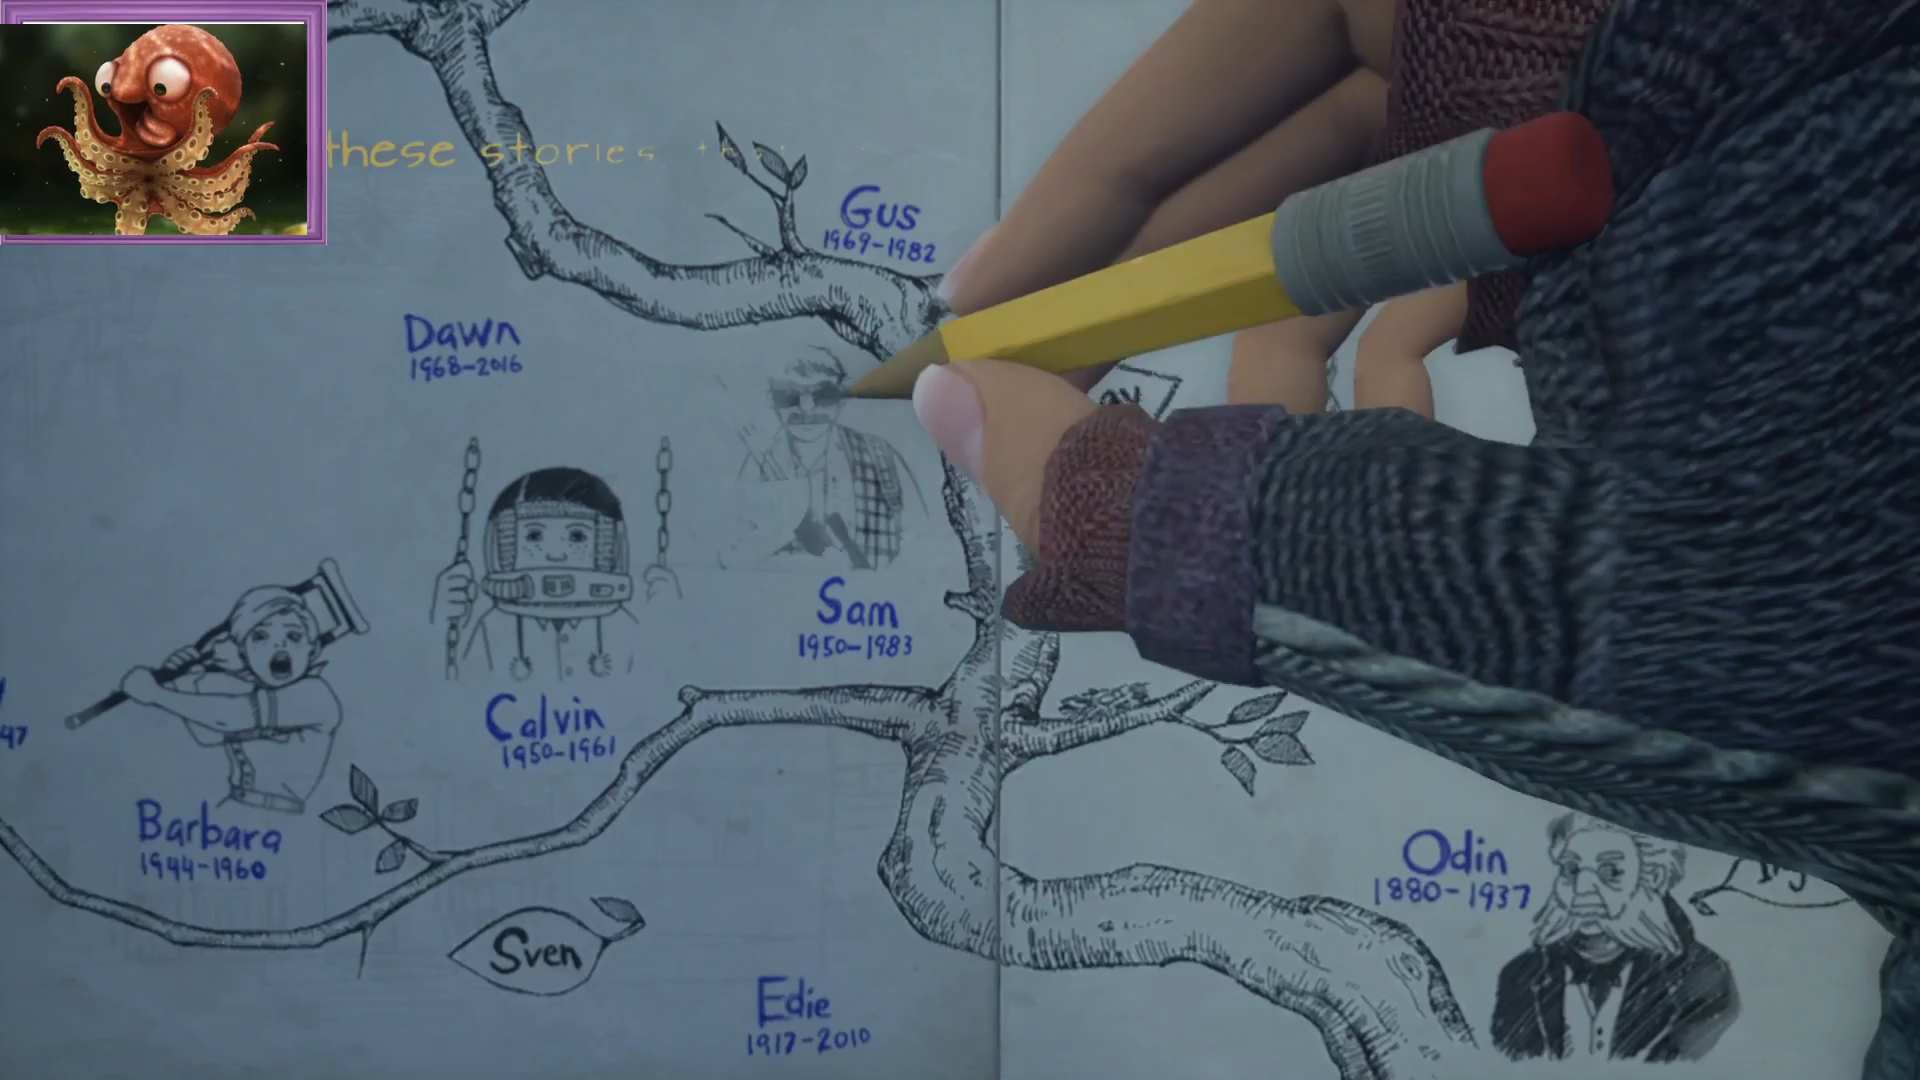 these stories
Gus
1969-1982
Dawn
1968-2016
Sam
1950-1983
Calvin
1950-1961
Barbara
1944-1960
Odin
1880-1937
Sven
Edie
1917-2010